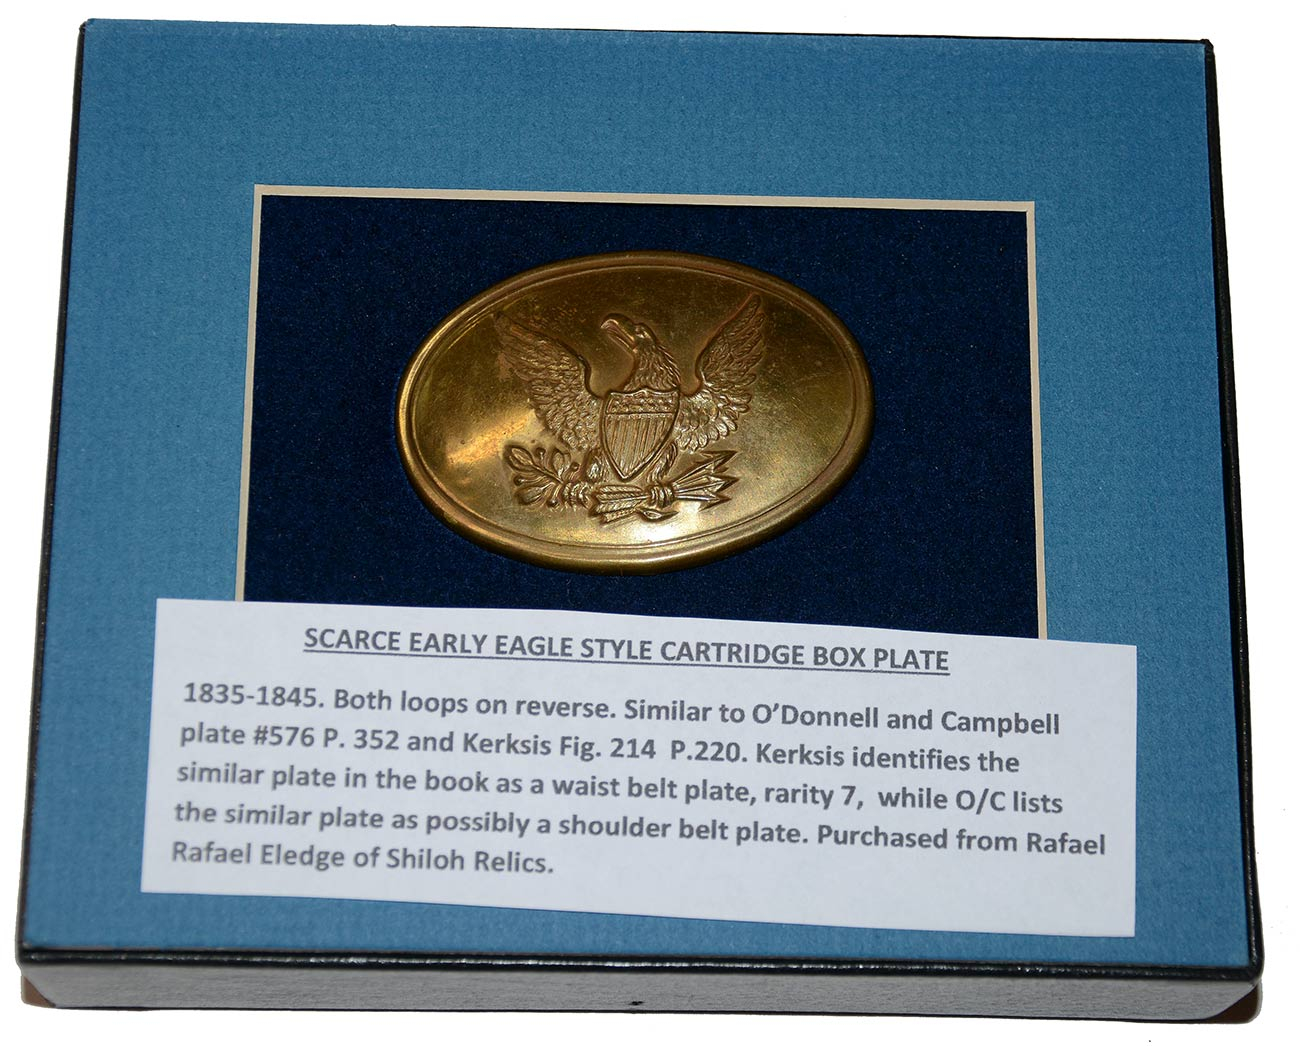 SCARCE EARLY EAGLE STYLE CARTRIDGE BOX PLATE
1835-1845. Both loops on reverse. Similar to O’Donnell and Campbell
plate #576 P. 352 and Kerksis Fig. 214  P.220. Kerksis identifies the
similar plate in the book as a waist belt plate, rarity 7,  while O/C lists
the similar plate as possibly a shoulder belt plate. Purchased from Rafael
Rafael Eledge of Shiloh Relics.